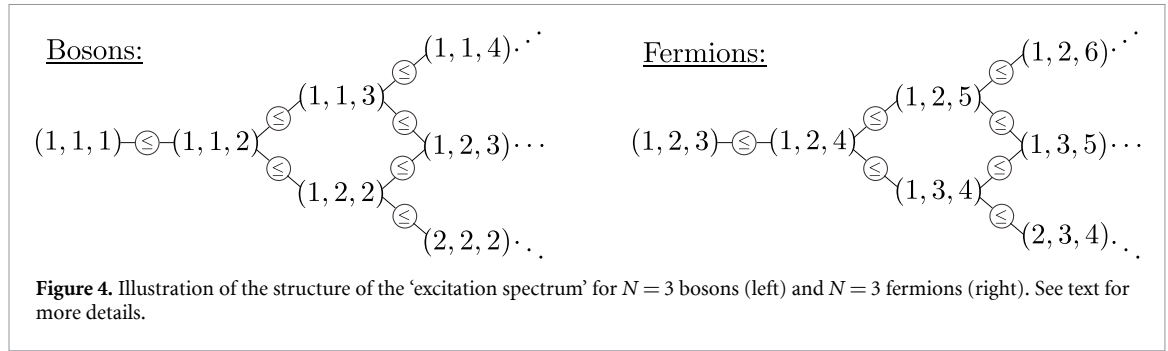 Bosons:
(1, 1, 4)
(1, 1, 3)
(1, 1, 1) ≤ (1, 1, 2) ≤ ≤ ≤ ≤ (1, 2, 3) ···
(1, 2, 2) ≤ ≤
(2, 2, 2)
Fermions:
(1, 2, 6)
(1, 2, 5)
(1, 2, 3) ≤ (1, 2, 4) ≤ ≤ ≤ ≤ (1, 3, 5) ···
(1, 3, 4) ≤ ≤
(2, 3, 4)
Figure 4. Illustration of the structure of the ‘excitation spectrum’ for N = 3 bosons (left) and N = 3 fermions (right). See text for
more details.